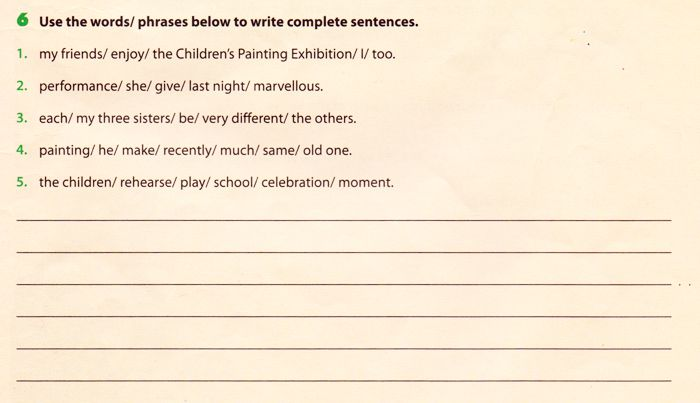 6 Use the words/ phrases below to write complete sentences.
1. my friends/ enjoy/ the Children's Painting Exhibition/ I/ too.
2. performance/ she/ give/ last night/ marvellous.
3. each/ my three sisters/ be/ very different/ the others.
4. painting/ he/ make/ recently/ much/ same/ old one.
5. the children/ rehearse/ play/ school/ celebration/ moment.